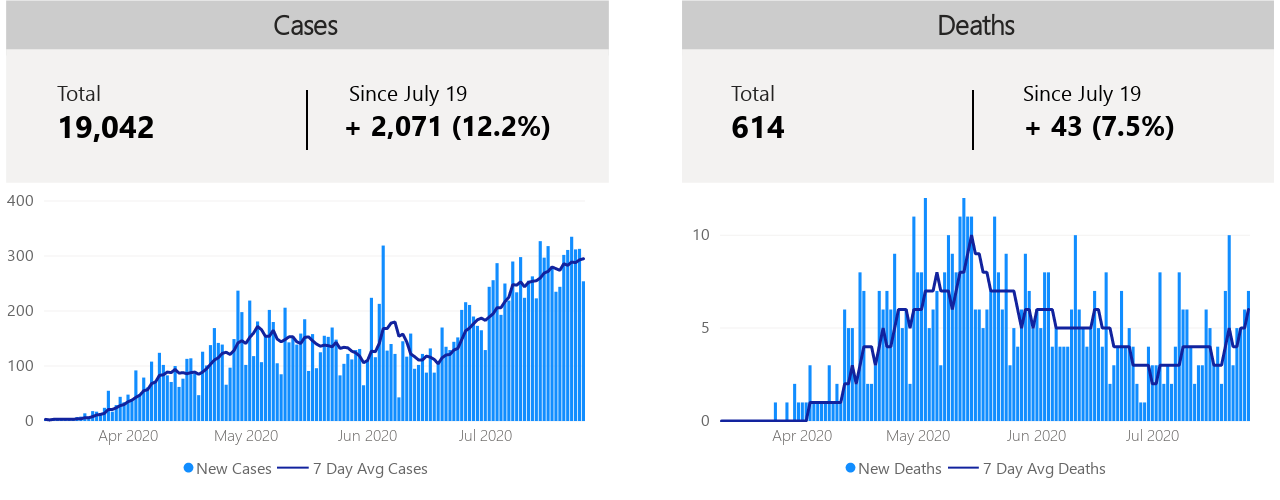 Cases
Total
19,042
Since July 19
+ 2,071 (12.2%)
400
300
200
100
0
Apr 2020 May 2020 Jun 2020 Jul 2020
New Cases 7 Day Avg Cases
Deaths
Total
614
Since July 19
+ 43 (7.5%)
10
5
0
Apr 2020 May 2020 Jun 2020 Jul 2020
New Deaths 7 Day Avg Deaths